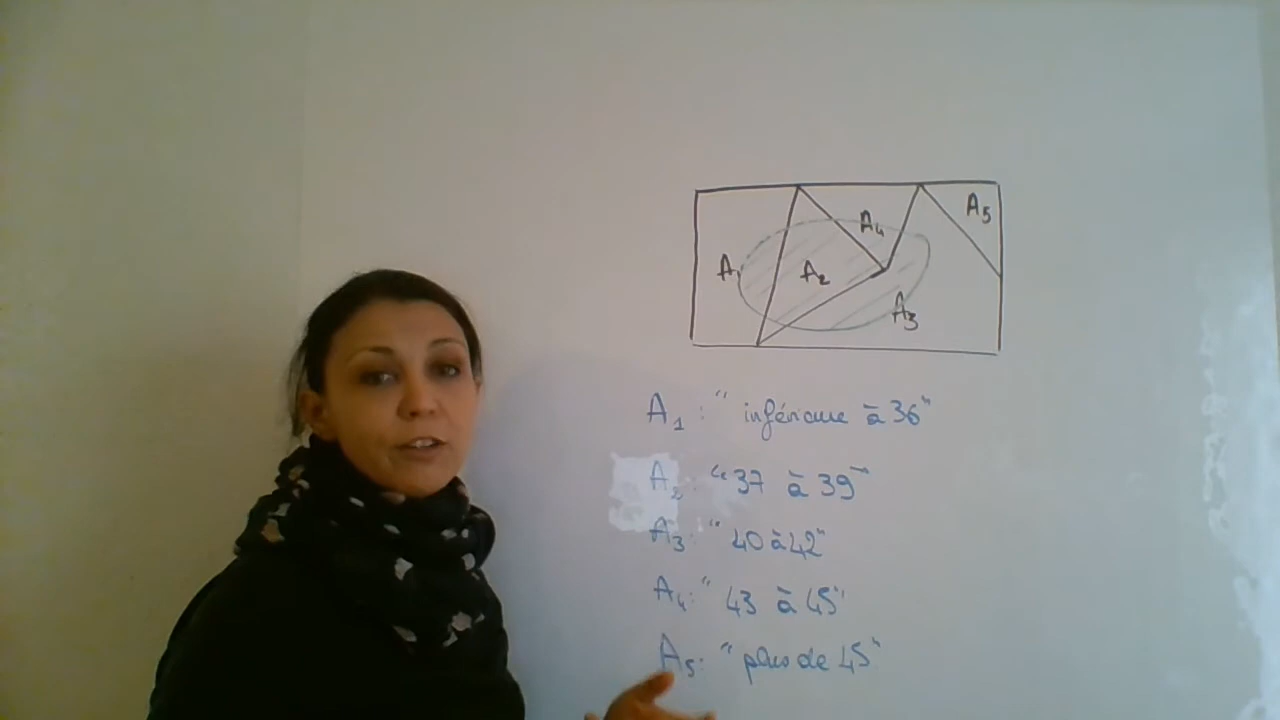 A4 A5
A1 A2
A3
A1 : " inférieure à 36"
A2 : " 37 à 39"
A3 : " 40 à 42"
A4 : " 43 à 45"
A5 : " plus de 45"